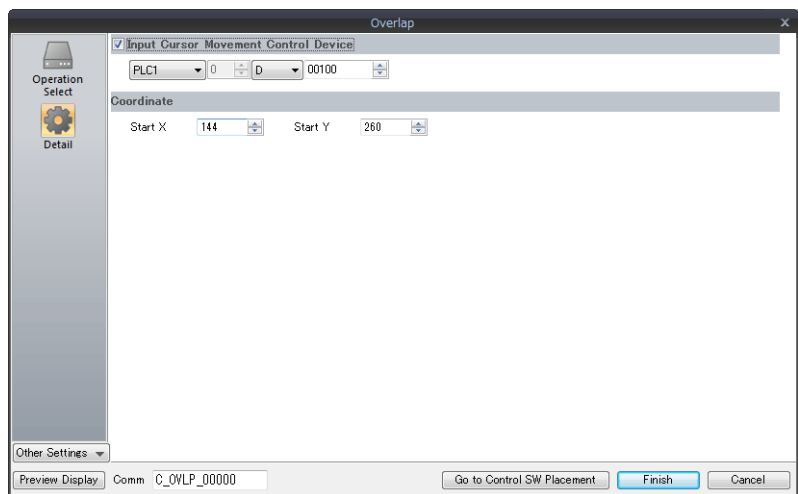 Overlap x
Input Cursor Movement Control Device
PLC1 0 D 00100
Operation
Select
Coordinate
Start X 144 Start Y 260
Detail
Other Settings
Preview Display Comm C_OVLP_00000 Go to Control SW Placement Finish Cancel